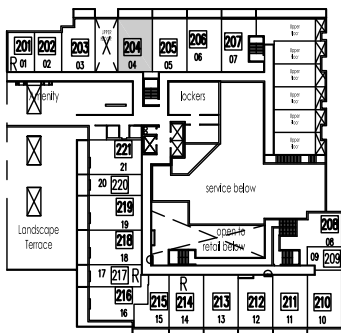 201
01
R
202
02
203
03
upper floor
204
04
205
05
206
06
207
07
Upper
floor
Upper
floor
Upper
floor
Upper
floor
Upper
floor
Amenity
lockers
221
21
20 220
219
19
218
18
17 217 R
216
16
Landscape
Terrace
service below
open to
retail below
208
08
09 209
215
15
R
214
14
213
13
212
12
211
11
210
10